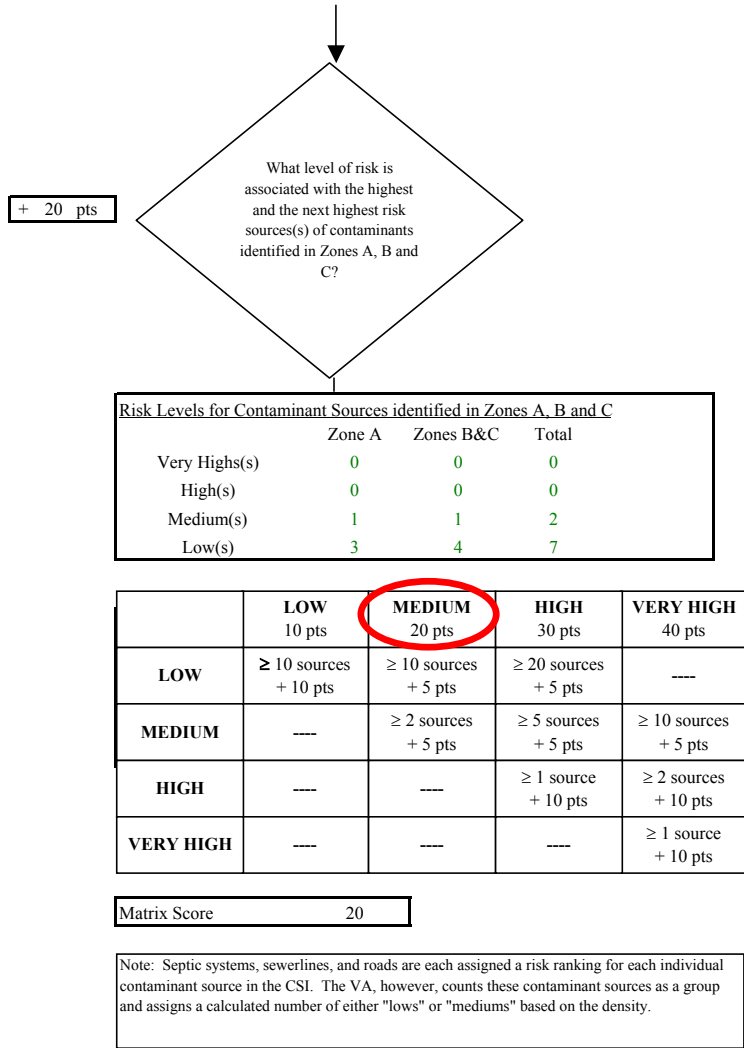 What level of risk is
associated with the highest
and the next highest risk
sources(s) of contaminants
identified in Zones A, B and
C?
+ 20 pts
Risk Levels for Contaminant Sources identified in Zones A, B and C
Zone A Zones B&C Total
Very Highs(s) 0 0 0
High(s) 0 0 0
Medium(s) 1 1 2
Low(s) 3 4 7
LOW MEDIUM HIGH VERY HIGH
10 pts 20 pts 30 pts 40 pts
LOW ≥ 10 sources ≥ 10 sources ≥ 20 sources ----
+ 10 pts + 5 pts + 5 pts
MEDIUM ---- ≥ 2 sources ≥ 5 sources ≥ 10 sources
+ 5 pts + 5 pts + 5 pts
HIGH ---- ---- ≥ 1 source ≥ 2 sources
+ 10 pts + 10 pts
VERY HIGH ---- ---- ---- ≥ 1 source
+ 10 pts
Matrix Score 20
Note: Septic systems, sewerlines, and roads are each assigned a risk ranking for each individual
contaminant source in the CSI. The VA, however, counts these contaminant sources as a group
and assigns a calculated number of either "lows" or "mediums" based on the density.